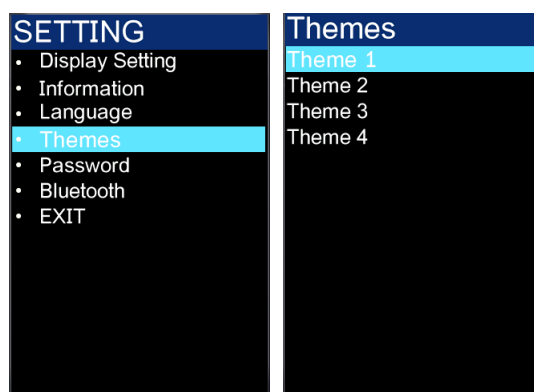 SETTING
• Display Setting
• Information
• Language
• Themes
• Password
• Bluetooth
• EXIT
Themes
Theme 1
Theme 2
Theme 3
Theme 4